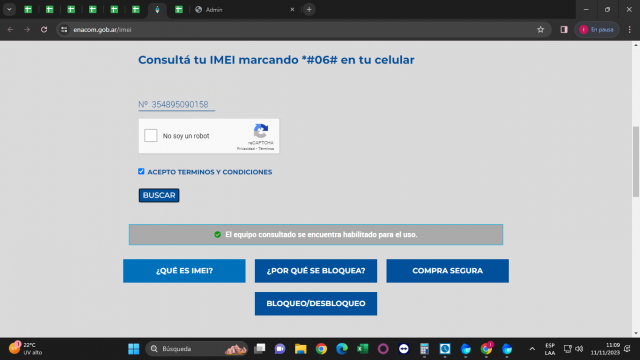 Admin
enacom.gob.ar/imei
En pausa
Consultá tu IMEI marcando *#06# en tu celular
Nº 354895090158
No soy un robot
reCAPTCHA
Privacidad - Términos
ACEPTO TERMINOS Y CONDICIONES
BUSCAR
El equipo consultado se encuentra habilitado para el uso.
¿QUÉ ES IMEI?
¿POR QUÉ SE BLOQUEA?
COMPRA SEGURA
BLOQUEO/DESBLOQUEO
22°C
UV alto
Búsqueda
ESP
LAA
11:09
11/11/2023